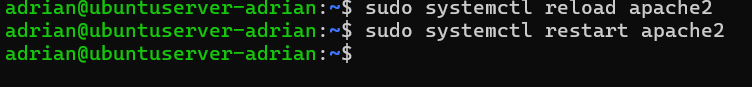 adrian@ubuntuserver-adrian:~$ sudo systemctl reload apache2
adrian@ubuntuserver-adrian:~$ sudo systemctl restart apache2
adrian@ubuntuserver-adrian:~$